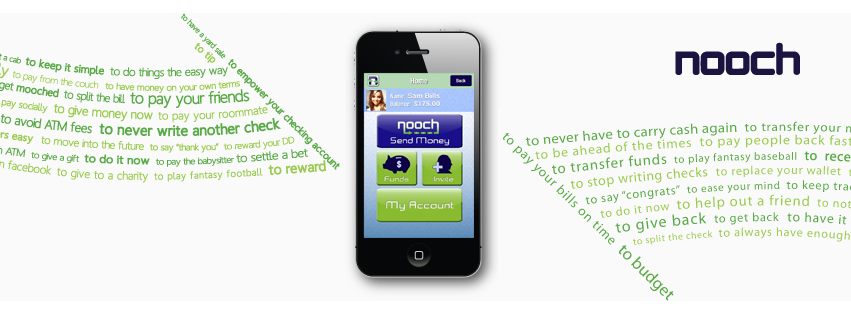 to have a yard sale
to tip
to empower your checking account
a cab to keep it simple to do things the easy way
to pay from the couch to have money on your own terms
get mooched to split the bill to pay your friends
pay socially to give money now to pay your roommate
to avoid ATM fees to never write another check
easy to move into the future to say "thank you" to reward your DD
ATM to give a gift to do it now to pay the babysitter to settle a bet
facebook to give to a charity to play fantasy football to reward
Home
Back
Name: Sam Bills
Balance: $175.00
nooch
Send Money
$
Funds
Invite
My Account
nooch
to never have to carry cash again to transfer your
to be ahead of the times to pay people back fast
to transfer funds to play fantasy baseball to
to stop writing checks to replace your wallet
to say "congrats" to ease your mind to keep
to do it now to help out a friend to
to give back to get back to have it
to split the check to always have enough
to pay your bills on time to budget